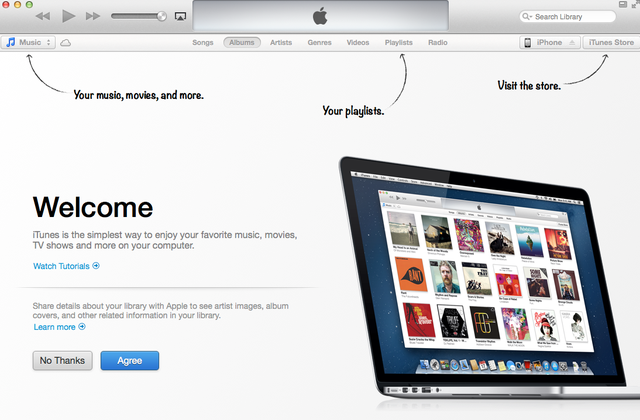 Search Library
Music
Songs Albums Artists Genres Videos Playlists Radio
iPhone
iTunes Store
Your music, movies, and more.
Your playlists.
Visit the store.
Welcome
iTunes is the simplest way to enjoy your favorite music, movies,
TV shows and more on your computer.
Watch Tutorials
Share details about your library with Apple to see artist images, album
covers, and other related information in your library.
Learn more
No Thanks
Agree